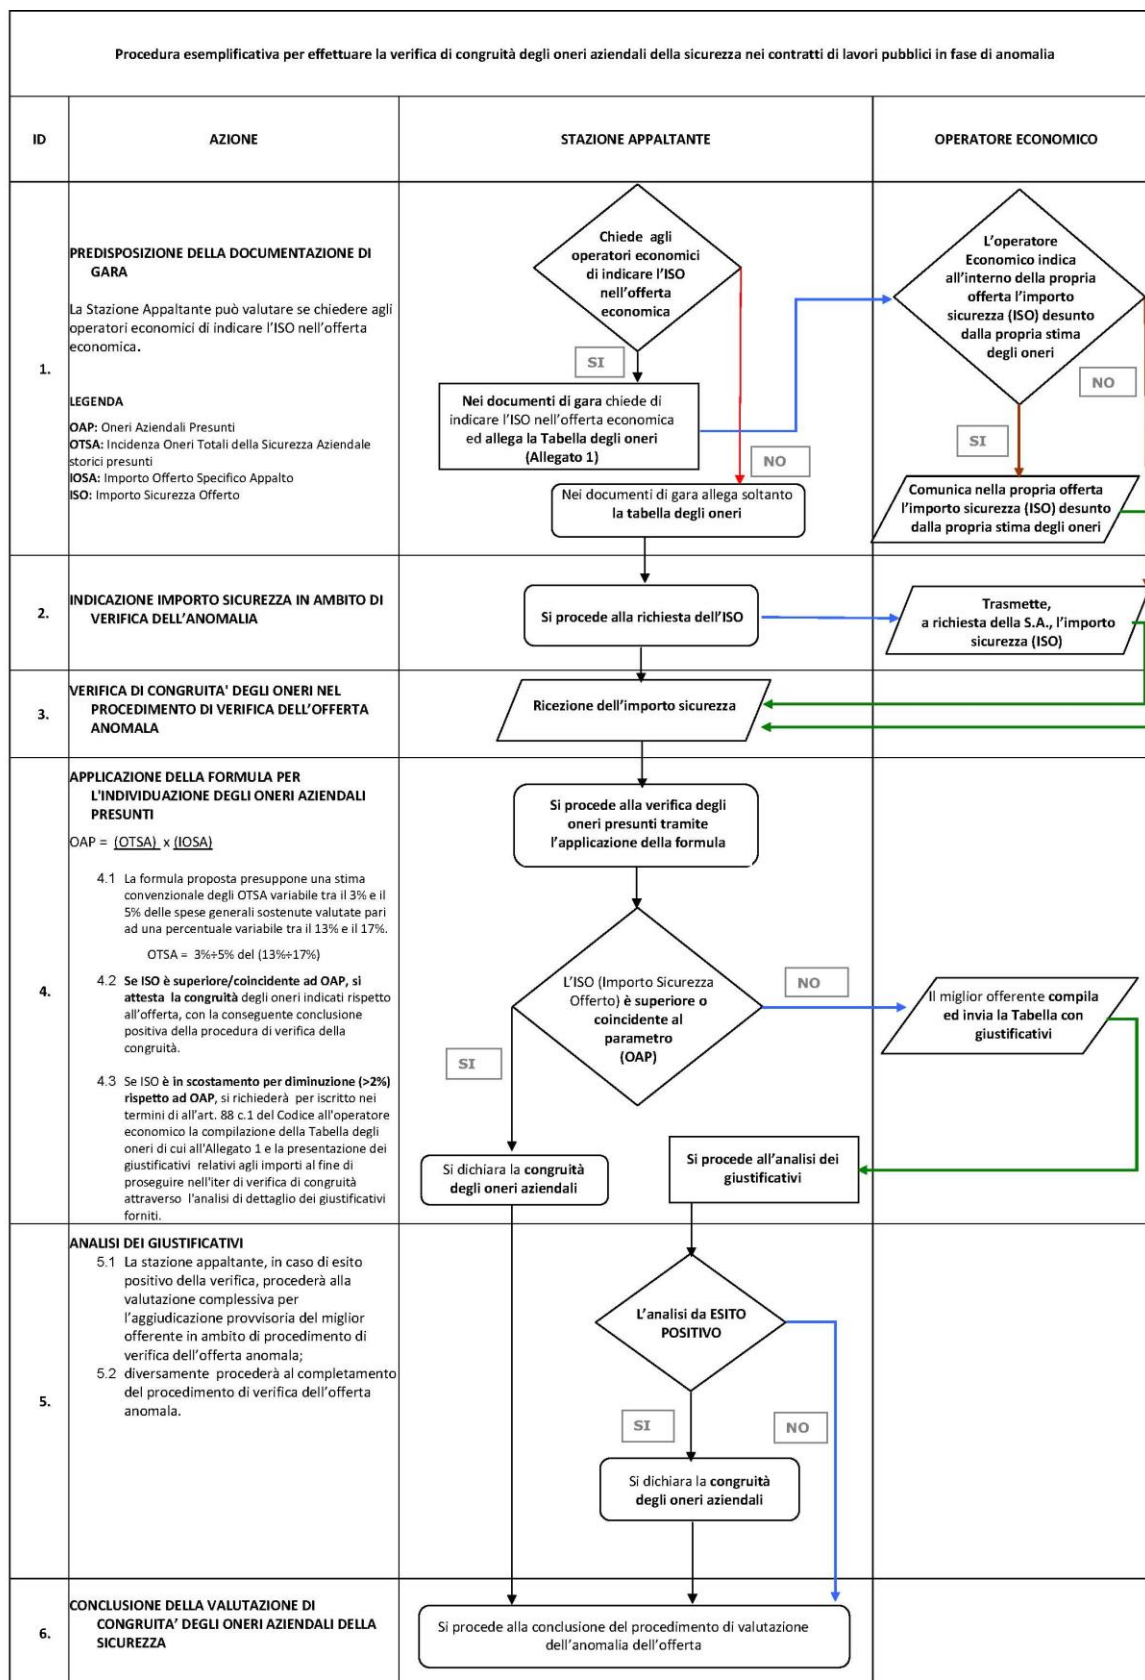 Procedura esemplificativa per effettuare la verifica di congruità degli oneri aziendali della sicurezza nei contratti di lavori pubblici in fase di anomalia
ID
AZIONE
STAZIONE APPALTANTE
OPERATORE ECONOMICO
1.
PREDISPOSIZIONE DELLA DOCUMENTAZIONE DI
GARA
La Stazione Appaltante può valutare se chiedere agli
operatori economici di indicare l'ISO nell'offerta
economica.
LEGENDA
OAP: Oneri Aziendali Presunti
OTSA: Incidenza Oneri Totali della Sicurezza Aziendale
storici presunti
IOSA: Importo Offerto Specifico Appalto
ISO: Importo Sicurezza Offerto
Chiede agli
operatori economici
di indicare l'ISO
nell'offerta
economica
SI
Nei documenti di gara chiede di
indicare l'ISO nell'offerta economica
ed allega la Tabella degli oneri
(Allegato 1)
NO
Nei documenti di gara allega soltanto
la tabella degli oneri
L'operatore
Economico indica
all'interno della propria
offerta l'importo
sicurezza (ISO) desunto
dalla propria stima
degli oneri
NO
SI
Comunica nella propria offerta
l'importo sicurezza (ISO) desunto
dalla propria stima degli oneri
2.
INDICAZIONE IMPORTO SICUREZZA IN AMBITO DI
VERIFICA DELL'ANOMALIA
Si procede alla richiesta dell'ISO
Trasmette,
a richiesta della S.A., l'importo
sicurezza (ISO)
3.
VERIFICA DI CONGRUITA' DEGLI ONERI NEL
PROCEDIMENTO DI VERIFICA DELL'OFFERTA
ANOMALA
Ricezione dell'importo sicurezza
4.
APPLICAZIONE DELLA FORMULA PER
L'INDIVIDUAZIONE DEGLI ONERI AZIENDALI
PRESUNTI
OAP = (OTSA) x (IOSA)
4.1 La formula proposta presuppone una stima
convenzionale degli OTSA variabile tra il 3% e il
5% delle spese generali sostenute valutate pari
ad una percentuale variabile tra il 13% e il 17%.
OTSA = 3%÷5% del (13%÷17%)
4.2 Se ISO è superiore/coincidente ad OAP, si
attesta la congruità degli oneri indicati rispetto
all'offerta, con la conseguente conclusione
positiva della procedura di verifica della
congruità.
4.3 Se ISO è in scostamento per diminuzione (>2%)
rispetto ad OAP, si richiederà per iscritto nei
termini di all'art. 88 c.1 del Codice all'operatore
economico la compilazione della Tabella degli
oneri di cui all'Allegato 1 e la presentazione dei
giustificativi relativi agli importi al fine di
proseguire nell'iter di verifica di congruità
attraverso l'analisi di dettaglio dei giustificativi
forniti.
Si procede alla verifica degli
oneri presunti tramite
l'applicazione della formula
L'ISO (Importo Sicurezza
Offerto) è superiore o
coincidente al
parametro
(OAP)
NO
SI
Il miglior offerente compila
ed invia la Tabella con
giustificativi
Si dichiara la congruità
degli oneri aziendali
Si procede all'analisi dei
giustificativi
5.
ANALISI DEI GIUSTIFICATIVI
5.1 La stazione appaltante, in caso di esito
positivo della verifica, procederà alla
valutazione complessiva per
l'aggiudicazione provvisoria del miglior
offerente in ambito di procedimento di
verifica dell'offerta anomala;
5.2 diversamente procederà al completamento
del procedimento di verifica dell'offerta
anomala.
L'analisi da ESITO
POSITIVO
SI
NO
Si dichiara la congruità
degli oneri aziendali
6.
CONCLUSIONE DELLA VALUTAZIONE DI
CONGRUITA' DEGLI ONERI AZIENDALI DELLA
SICUREZZA
Si procede alla conclusione del procedimento di valutazione
dell'anomalia dell'offerta